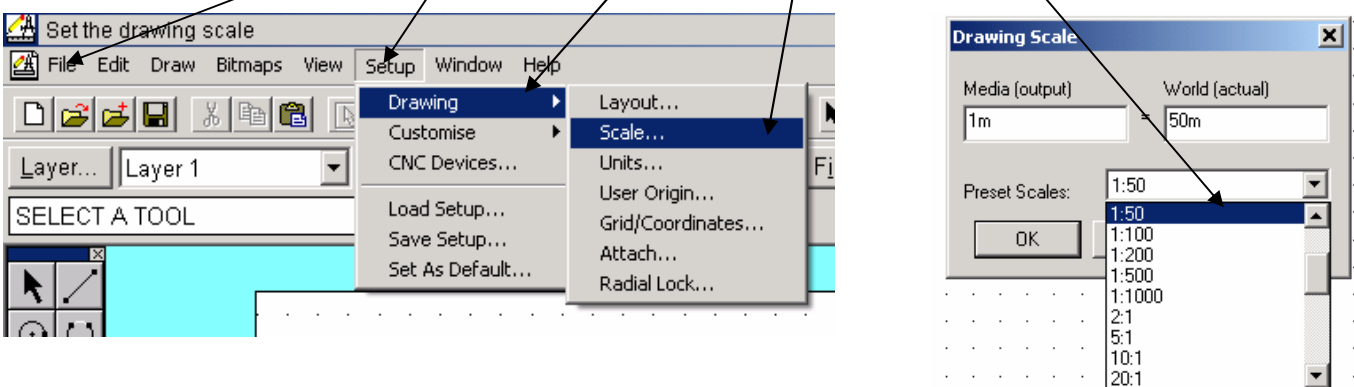 Set the drawing scale
File Edit Draw Bitmaps View Setup Window Help
Layer... Layer 1
SELECT A TOOL
Drawing
Customise
CNC Devices...
Load Setup...
Save Setup...
Set As Default...
Layout...
Scale...
Units...
User Origin...
Grid/Coordinates...
Attach...
Radial Lock...
Fi
Drawing Scale
Media (output) World (actual)
1m = 50m
Preset Scales: 1:50
OK
1:50
1:100
1:200
1:500
1:1000
2:1
5:1
10:1
20:1